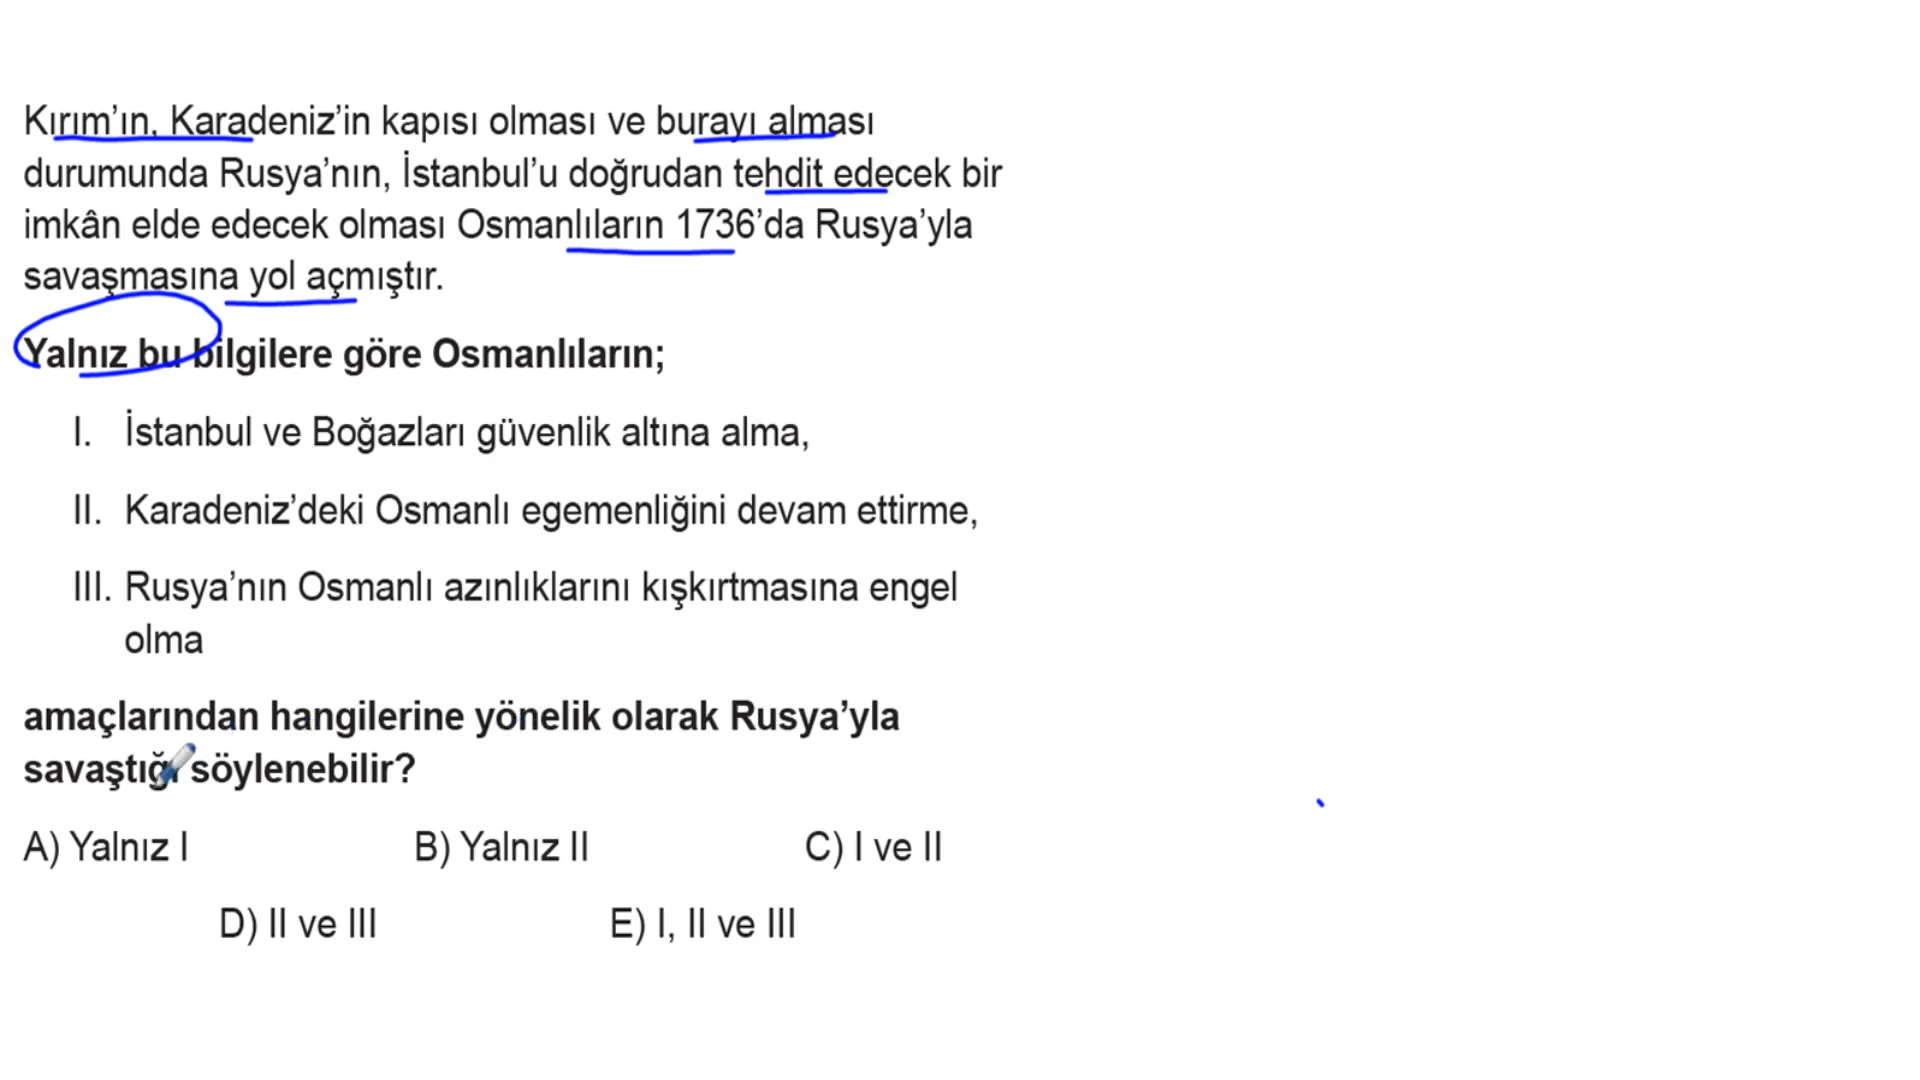 Kırım’ın, Karadeniz’in kapısı olması ve burayı alması
durumunda Rusya’nın, İstanbul’u doğrudan tehdit edecek bir
imkân elde edecek olması Osmanlıların 1736’da Rusya’yla
savaşmasına yol açmıştır.
Yalnız bu bilgilere göre Osmanlıların;
I. İstanbul ve Boğazları güvenlik altına alma,
II. Karadeniz’deki Osmanlı egemenliğini devam ettirme,
III. Rusya’nın Osmanlı azınlıklarını kışkırtmasına engel
olma
amaçlarından hangilerine yönelik olarak Rusya’yla
savaştığı söylenebilir?
A) Yalnız I B) Yalnız II C) I ve II
D) II ve III E) I, II ve III